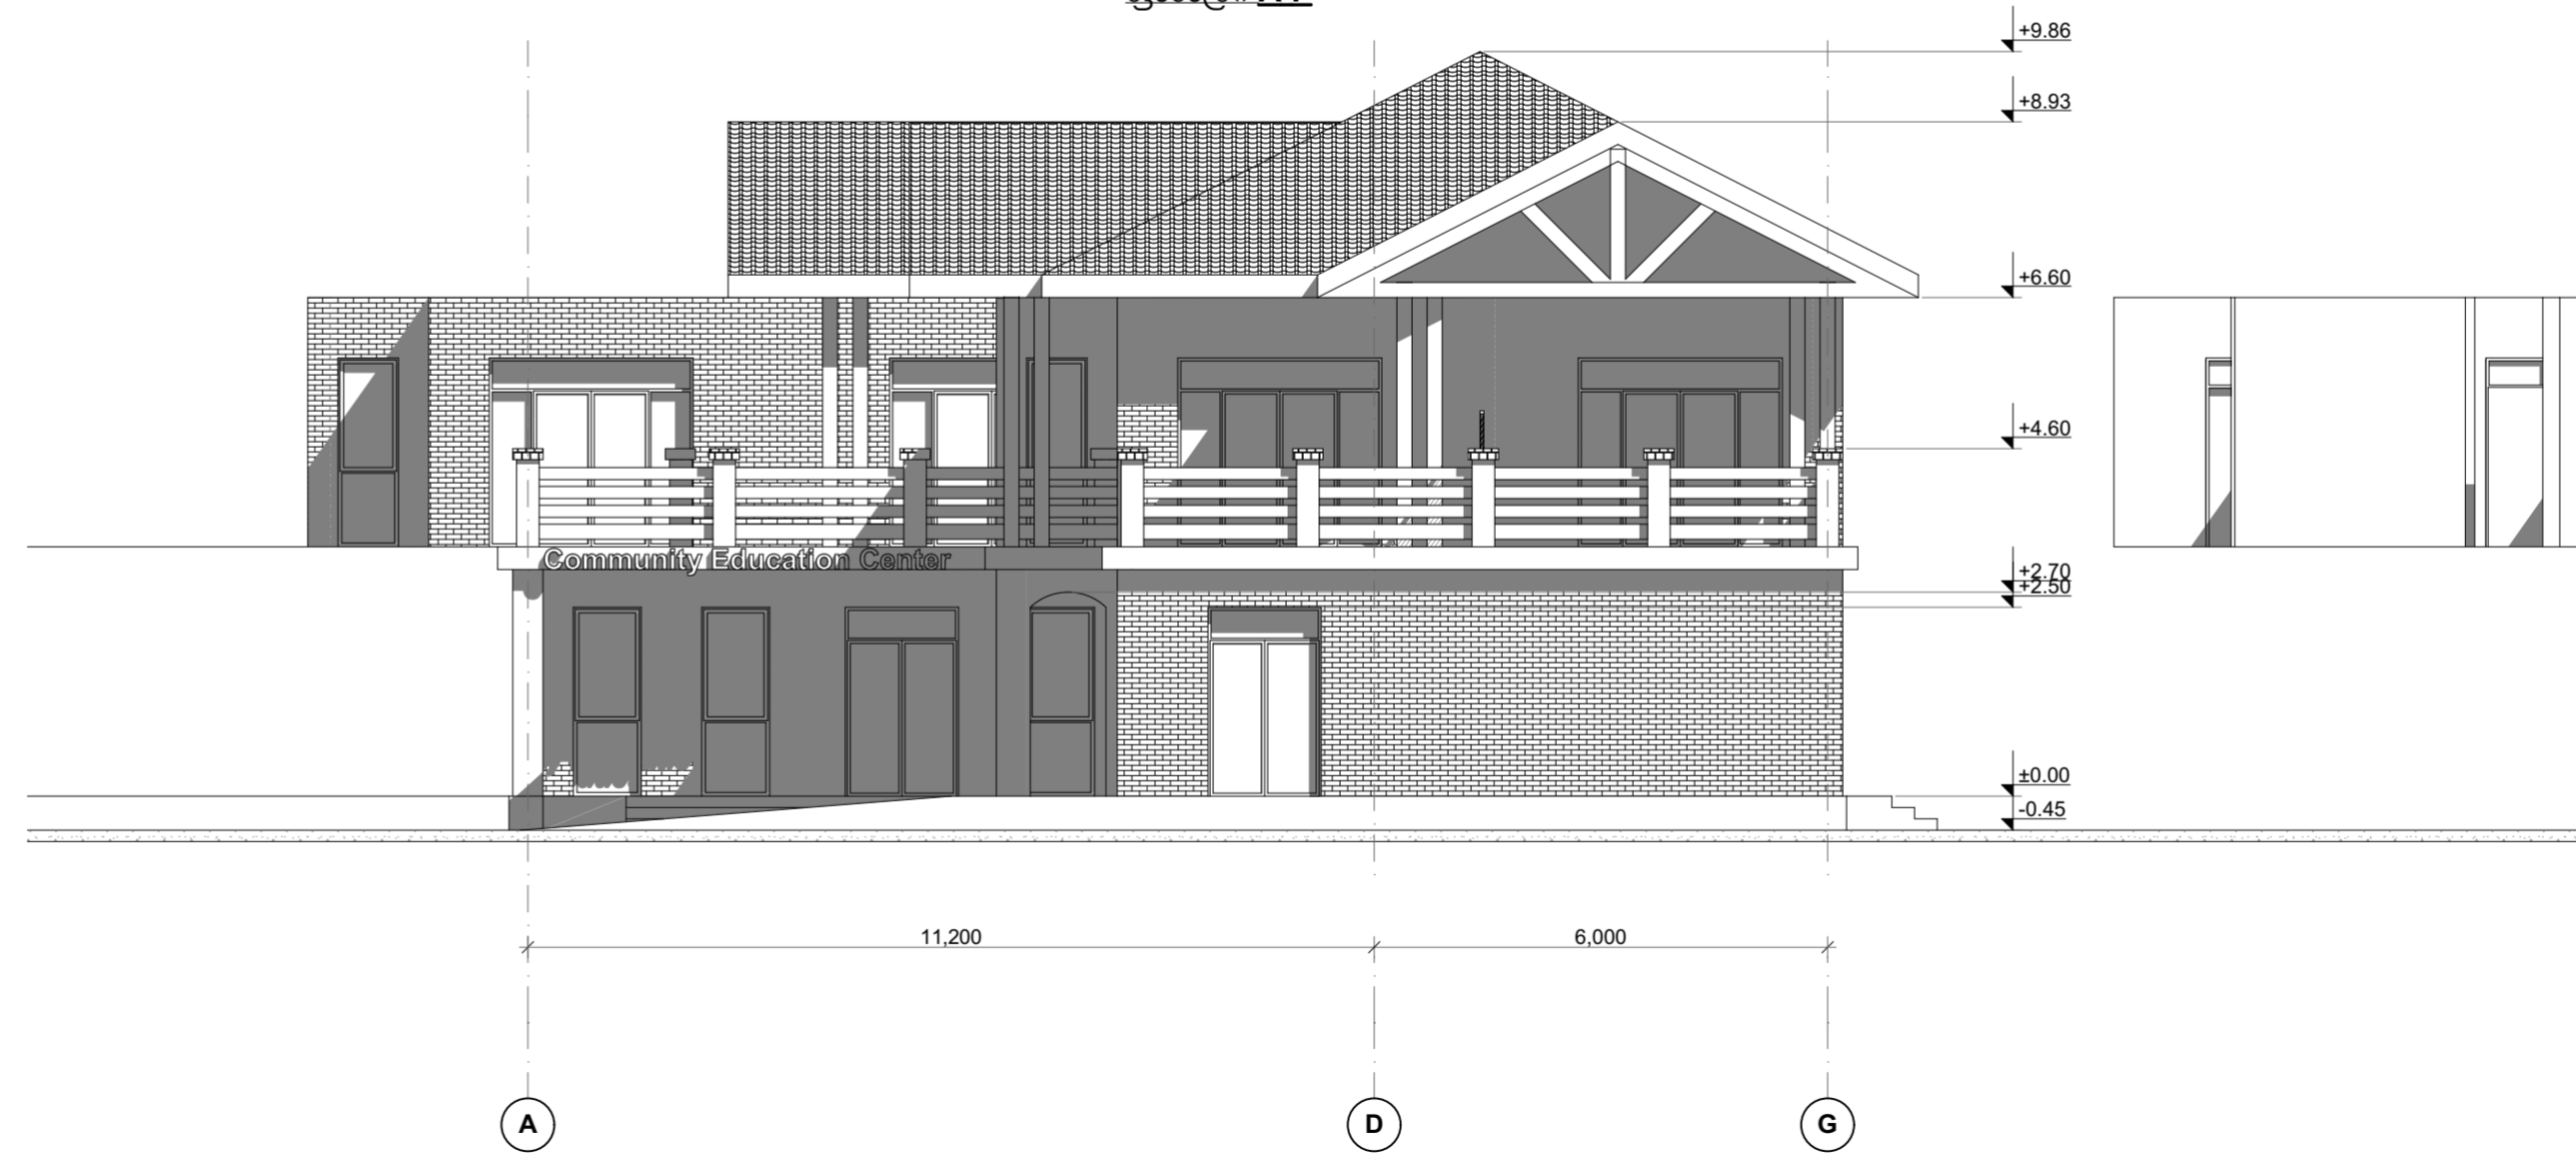 +9.86
+8.93
+6.60
+4.60
Community Education Center
+2.70
+2.50
±0.00
-0.45
11,200
6,000
A
D
G